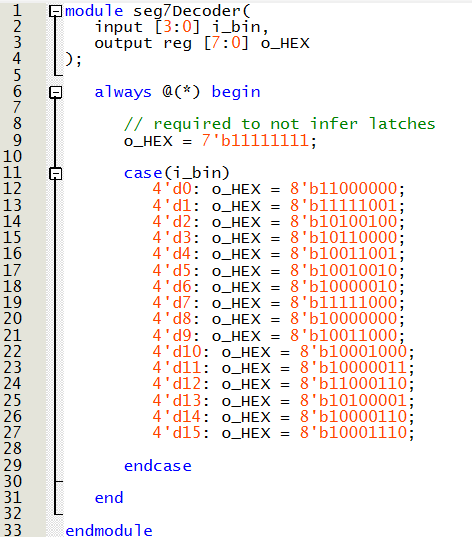 1 module seg7Decoder(
2 input [3:0] i_bin,
3 output reg [7:0] o_HEX
4 );
5
6 always @(*) begin
7
8 // required to not infer latches
9 o_HEX = 7'b11111111;
10
11 case(i_bin)
12 4'd0: o_HEX = 8'b11000000;
13 4'd1: o_HEX = 8'b11111001;
14 4'd2: o_HEX = 8'b10100100;
15 4'd3: o_HEX = 8'b10110000;
16 4'd4: o_HEX = 8'b10011001;
17 4'd5: o_HEX = 8'b10010010;
18 4'd6: o_HEX = 8'b10000010;
19 4'd7: o_HEX = 8'b11111000;
20 4'd8: o_HEX = 8'b10000000;
21 4'd9: o_HEX = 8'b10011000;
22 4'd10: o_HEX = 8'b10001000;
23 4'd11: o_HEX = 8'b10000011;
24 4'd12: o_HEX = 8'b11000110;
25 4'd13: o_HEX = 8'b10100001;
26 4'd14: o_HEX = 8'b10000110;
27 4'd15: o_HEX = 8'b10001110;
28
29 endcase
30
31 end
32
33 endmodule